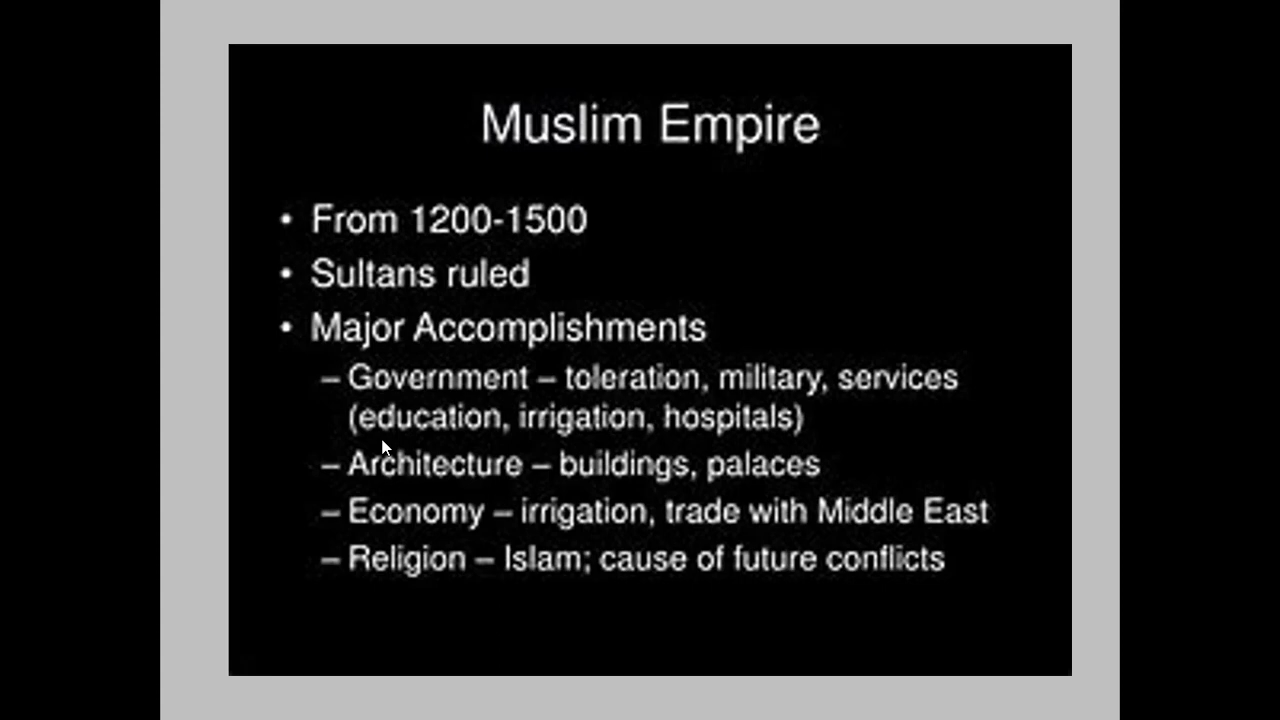 Muslim Empire
• From 1200-1500
• Sultans ruled
• Major Accomplishments
– Government – toleration, military, services
(education, irrigation, hospitals)
– Architecture – buildings, palaces
– Economy – irrigation, trade with Middle East
– Religion – Islam; cause of future conflicts